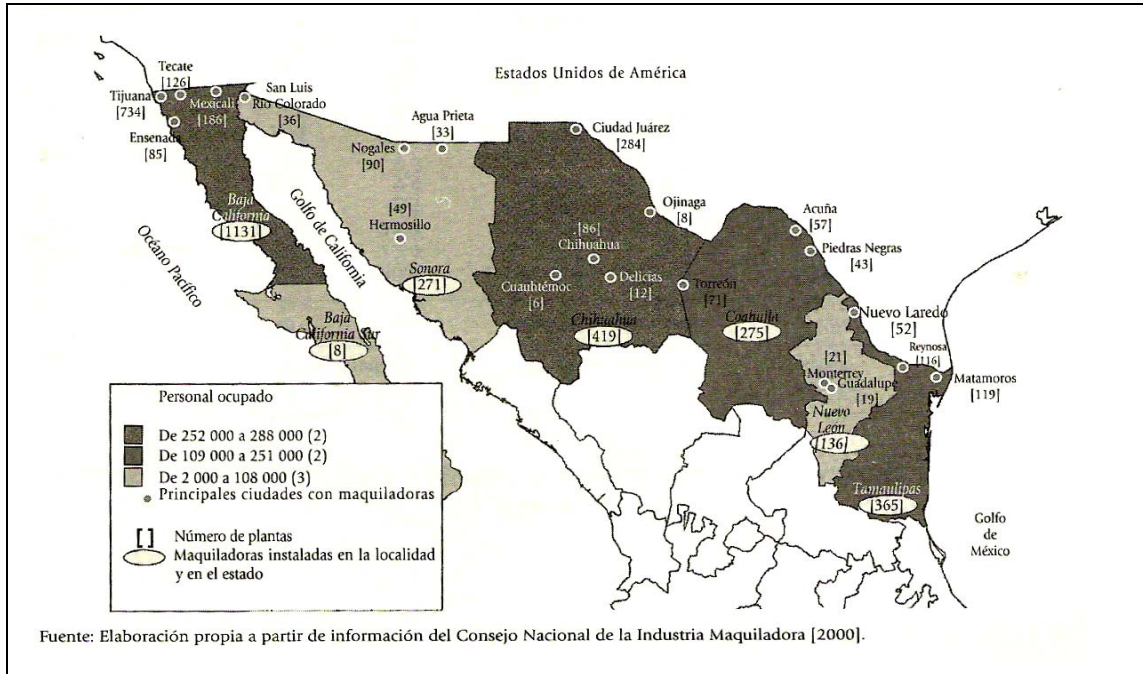 Estados Unidos de América
Tecate
[126]
Tijuana
[734]
Mexicali
[186]
San Luis
Río Colorado
[36]
Ensenada
[85]
Agua Prieta
[33]
Nogales
[90]
[49]
Hermosillo
Ciudad Juárez
[284]
Ojinaga
[8]
[86]
Chihuahua
Cuauhtémoc
[6]
Delicias
[12]
Torreón
[71]
Acuña
[57]
Piedras Negras
[43]
Nuevo Laredo
[52]
Reynosa
[116]
Matamoros
[119]
[21]
Monterrey
Guadalupe
[19]
Baja
California
[1131]
Golfo de California
Océano Pacífico
Sonora
[271]
Baja
California Sur
[8]
Chihuahua
[419]
Coahuila
[275]
Nuevo
León
[136]
Tamaulipas
[365]
Golfo
de
México
Personal ocupado
De 252 000 a 288 000 (2)
De 109 000 a 251 000 (2)
De 2 000 a 108 000 (3)
Principales ciudades con maquiladoras
[ ] Número de plantas
Maquiladoras instaladas en la localidad
y en el estado
Fuente: Elaboración propia a partir de información del Consejo Nacional de la Industria Maquiladora [2000].